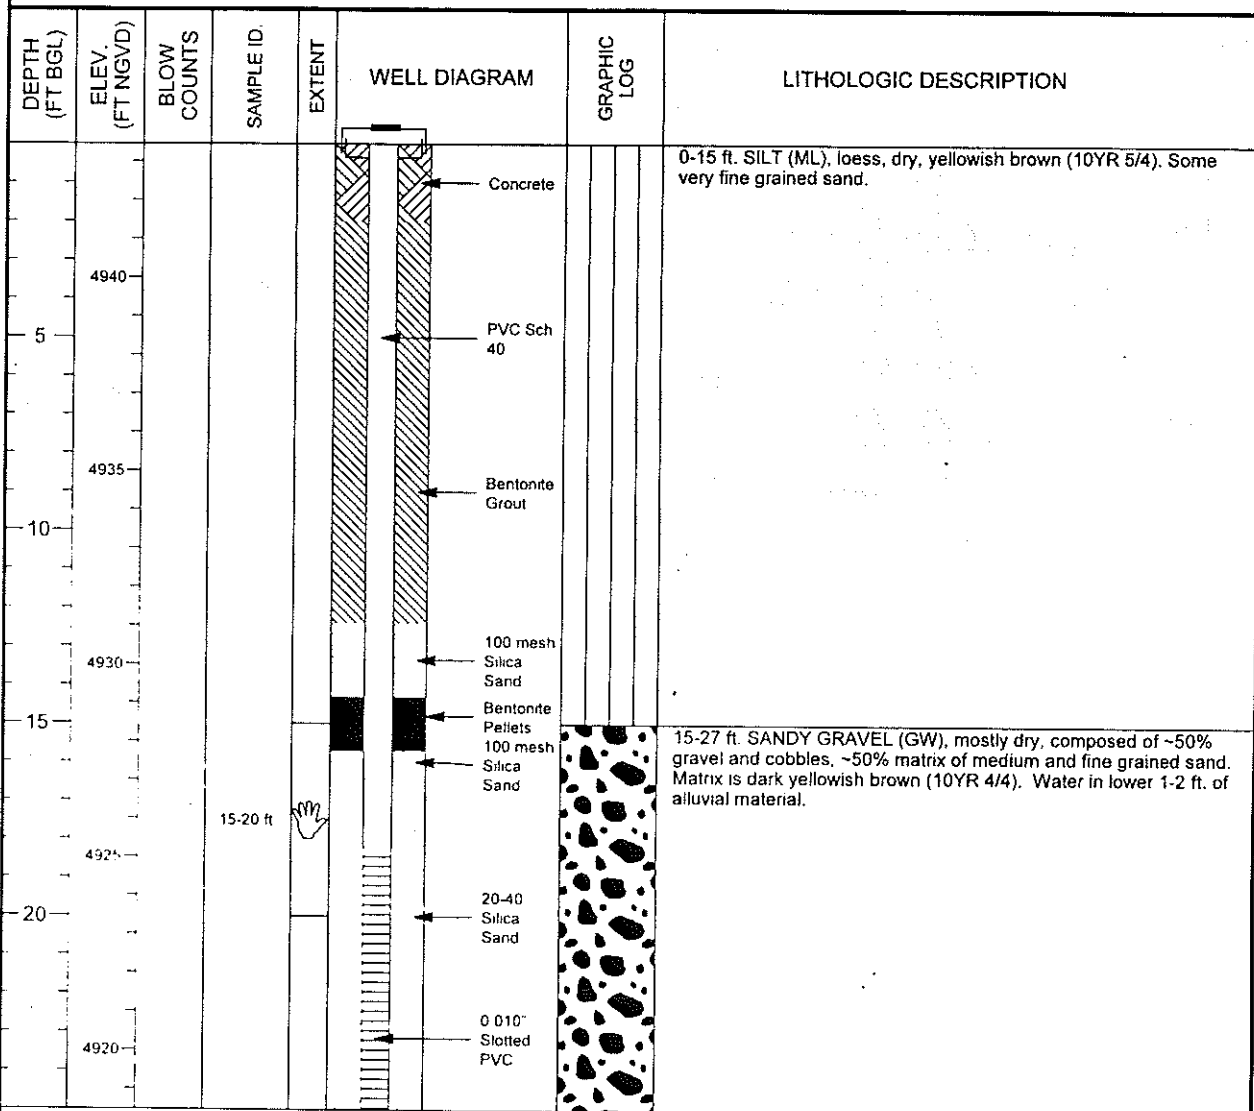 DEPTH
(FT BGL)
ELEV.
(FT NGVD)
BLOW
COUNTS
SAMPLE ID.
EXTENT
WELL DIAGRAM
GRAPHIC
LOG
LITHOLOGIC DESCRIPTION
0-15 ft. SILT (ML), loess, dry, yellowish brown (10YR 5/4). Some
very fine grained sand.
Concrete
4940
5
PVC Sch
40
4935
Bentonite
Grout
10
100 mesh
Silica
Sand
4930
Bentonite
Pellets
15
100 mesh
Silica
Sand
15-27 ft. SANDY GRAVEL (GW), mostly dry, composed of ~50%
gravel and cobbles, ~50% matrix of medium and fine grained sand.
Matrix is dark yellowish brown (10YR 4/4). Water in lower 1-2 ft. of
alluvial material.
15-20 ft
4925
20-40
Silica
Sand
20
0 010"
Slotted
PVC
4920